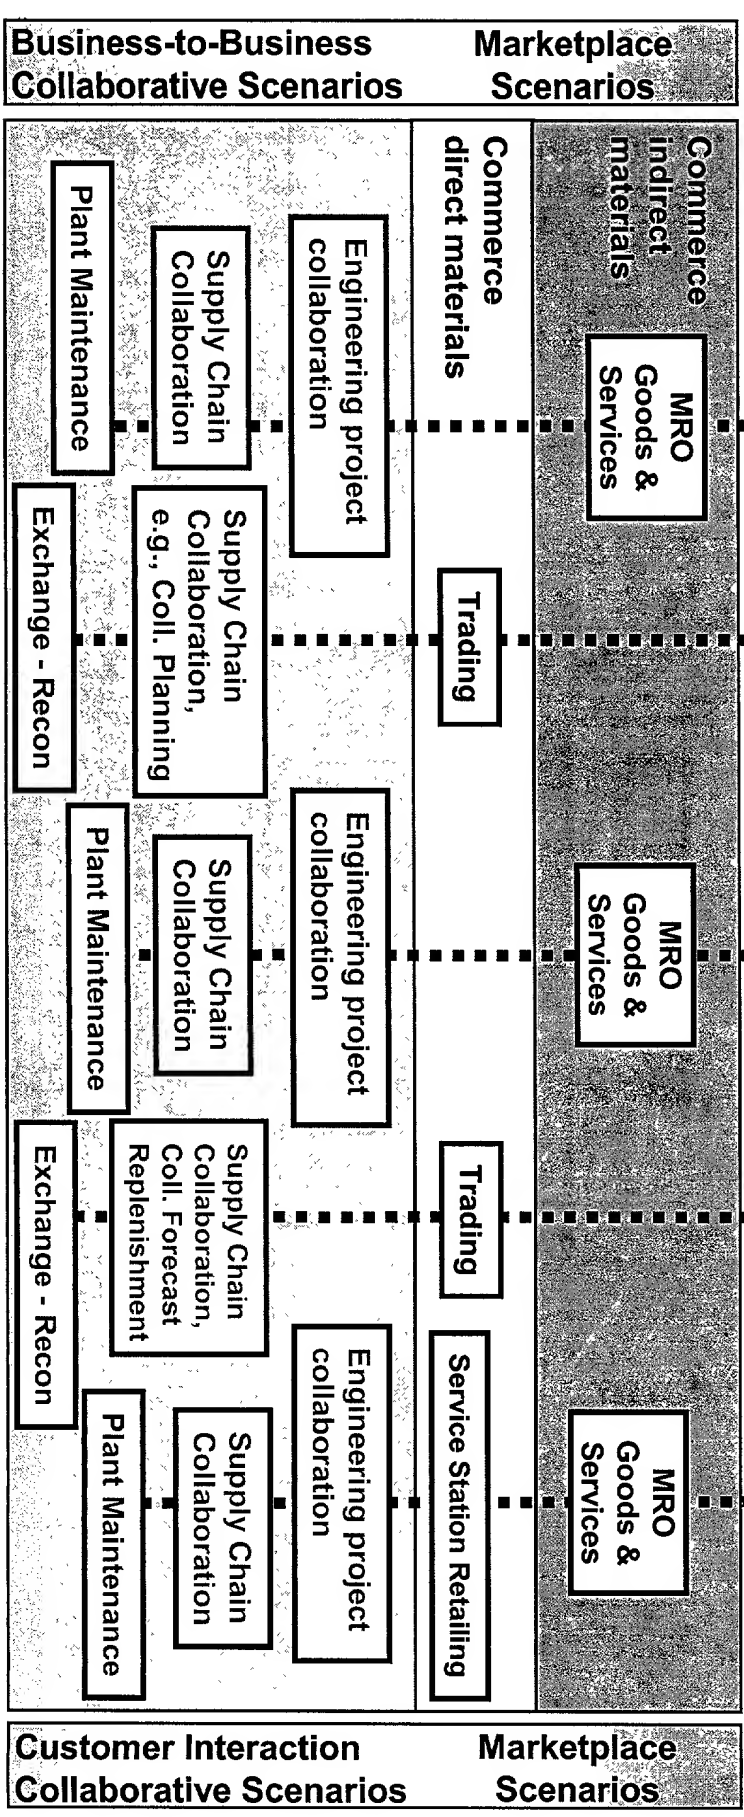 Business-to-Business
Collaborative Scenarios
Marketplace
Scenarios
Commerce
indirect
materials
MRO
Goods &
Services
MRO
Goods &
Services
MRO
Goods &
Services
Commerce
direct materials
Trading
Trading
Service Station Retailing
Engineering project
collaboration
Engineering project
collaboration
Engineering project
collaboration
Supply Chain
Collaboration
Supply Chain
Collaboration,
e.g., Coll. Planning
Supply Chain
Collaboration
Supply Chain
Collaboration,
Coll. Forecast
Replenishment
Supply Chain
Collaboration
Plant Maintenance
Exchange - Recon
Plant Maintenance
Exchange - Recon
Plant Maintenance
Customer Interaction
Collaborative Scenarios
Marketplace
Scenarios